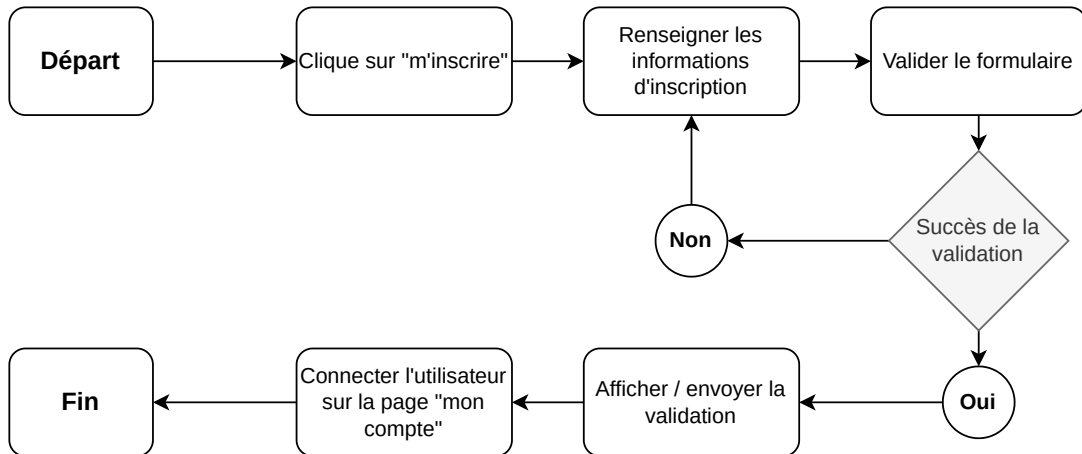 Départ
Clique sur "m'inscrire"
Renseigner les
informations
d'inscription
Valider le formulaire
Succès de la
validation
Non
Oui
Afficher / envoyer la
validation
Connecter l'utilisateur
sur la page "mon
compte"
Fin